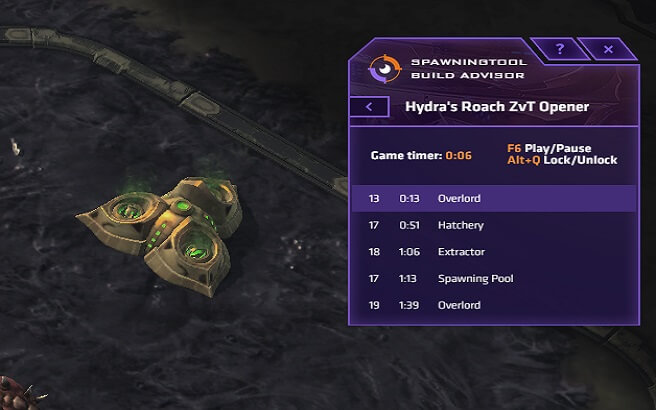 ?
×
SPAWNINGTOOL
BUILD ADVISOR
<
Hydra's Roach ZvT Opener
Game timer: 0:06
F6 Play/Pause
Alt+Q Lock/Unlock
13 0:13 Overlord
17 0:51 Hatchery
18 1:06 Extractor
17 1:13 Spawning Pool
19 1:39 Overlord